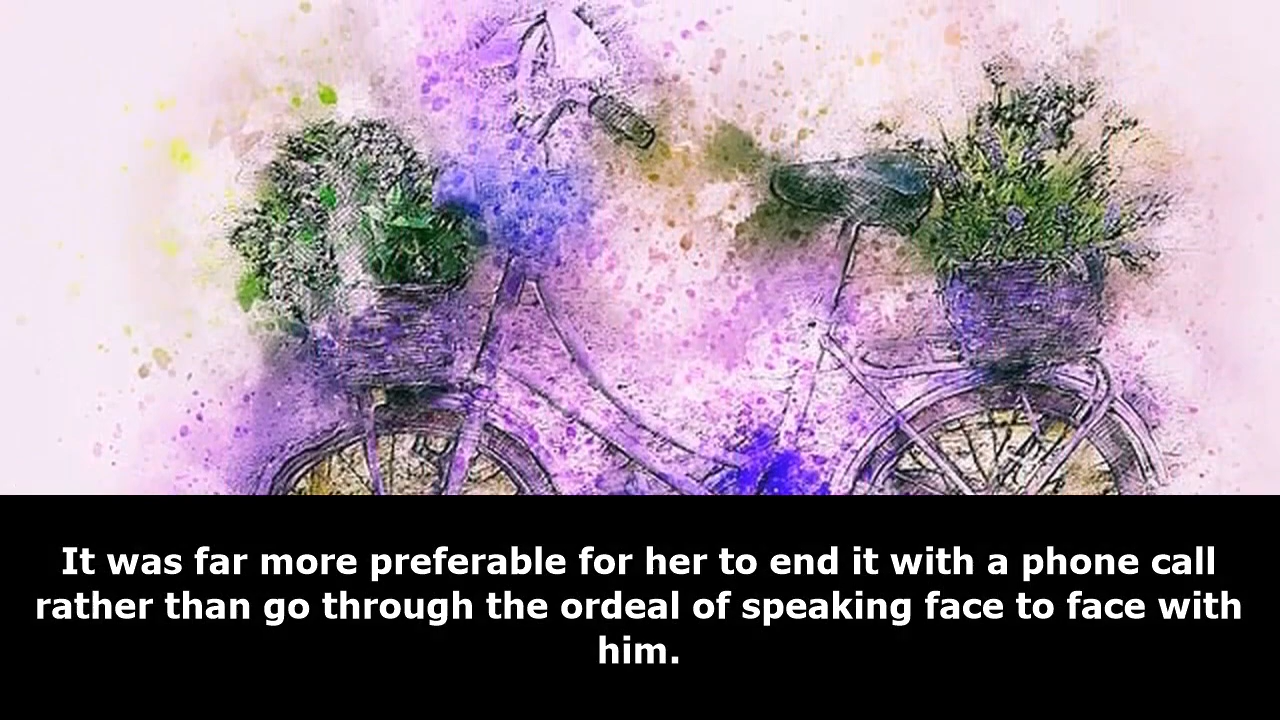 It was far more preferable for her to end it with a phone call
rather than go through the ordeal of speaking face to face with
him.